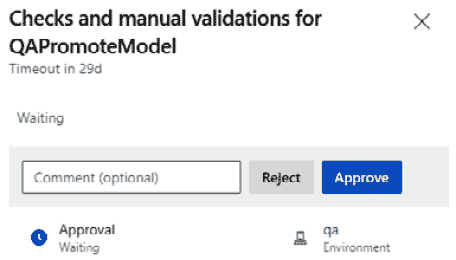 Checks and manual validations for
QAPromoteModel
Timeout in 29d
Waiting
Comment (optional) Reject Approve
Approval qa
Waiting Environment